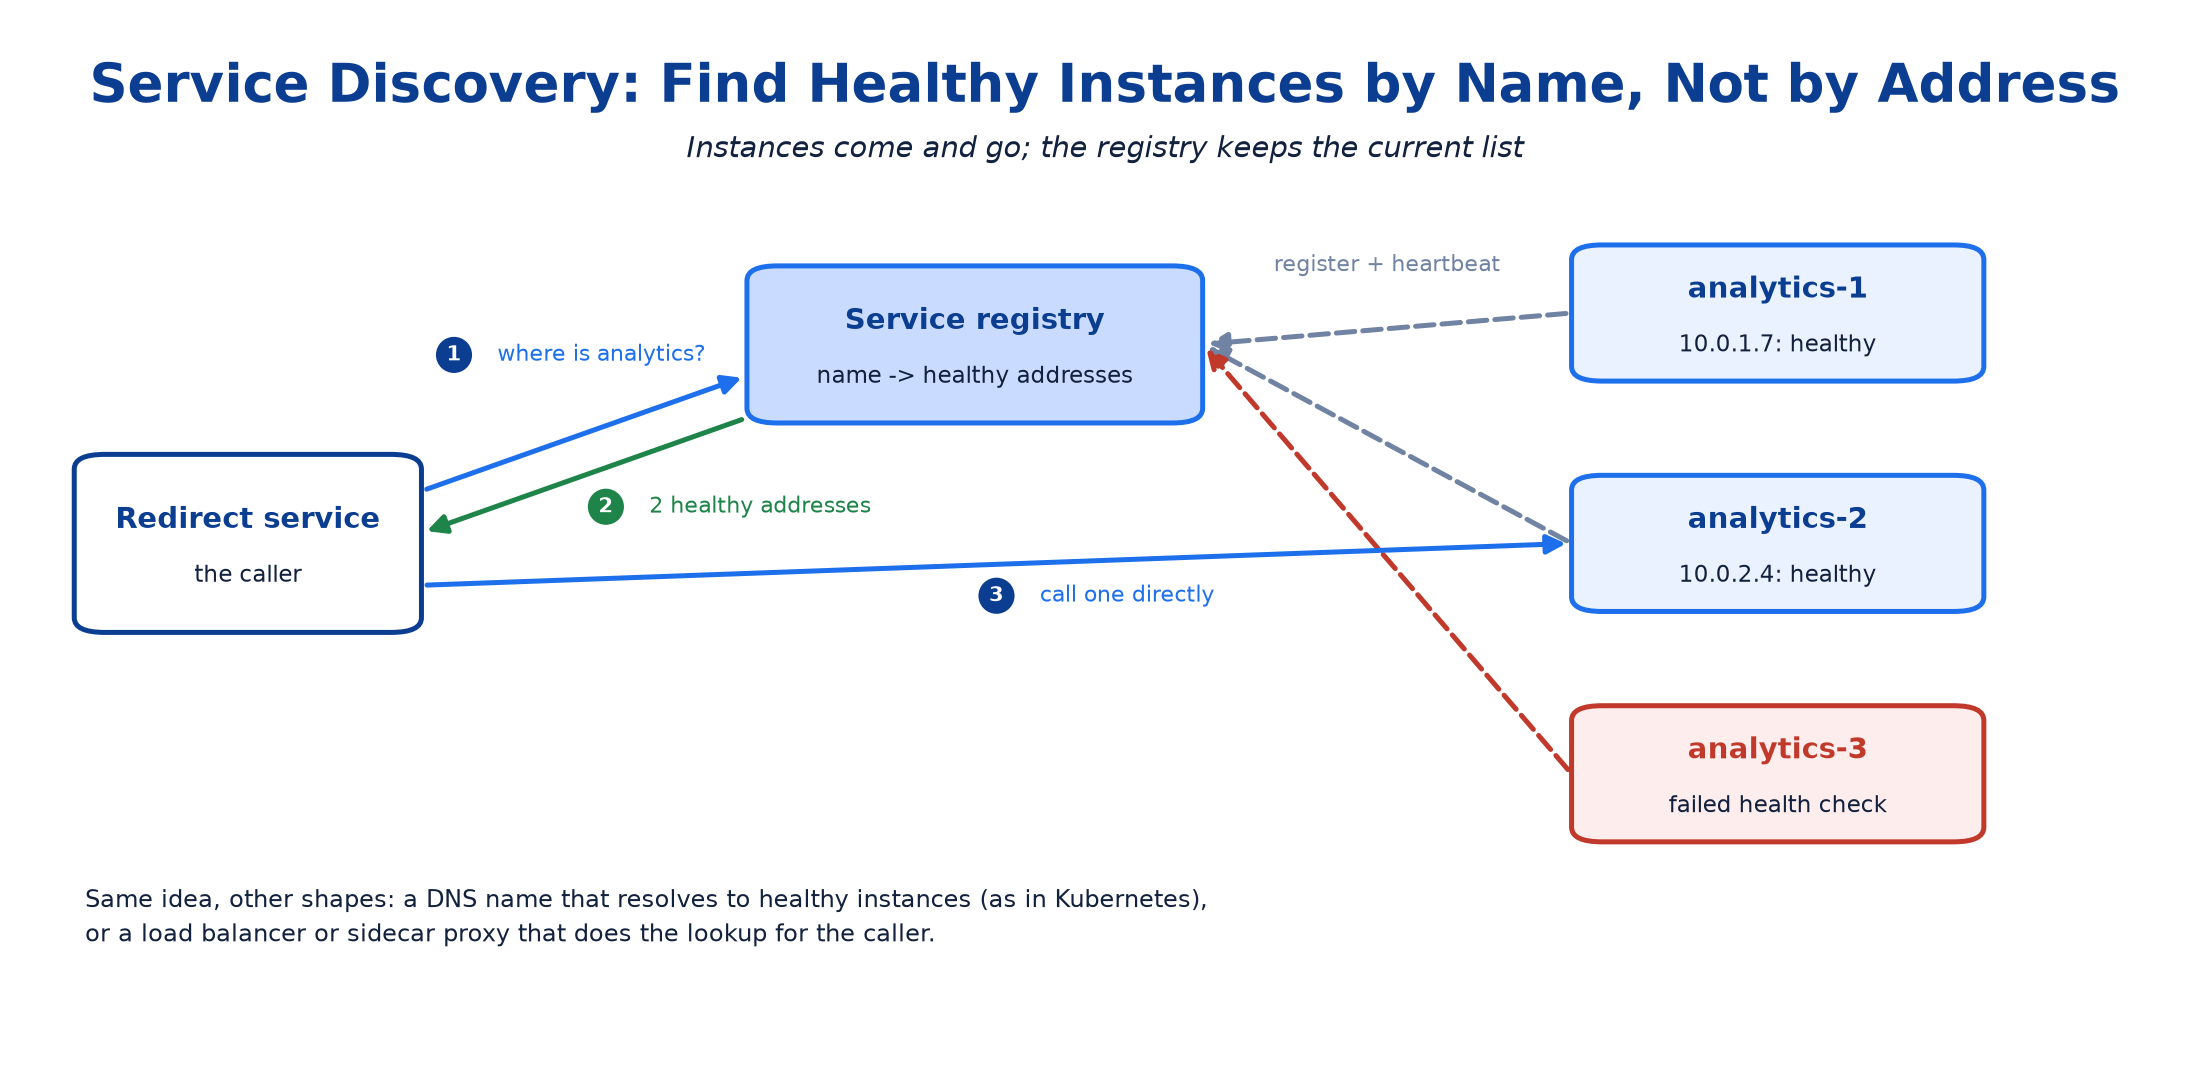 Service Discovery: Find Healthy Instances by Name, Not by Address
Instances come and go; the registry keeps the current list
register + heartbeat
analytics-1
10.0.1.7: healthy
Service registry
name -> healthy addresses
1 where is analytics?
Redirect service
the caller
2 2 healthy addresses
3 call one directly
analytics-2
10.0.2.4: healthy
analytics-3
failed health check
Same idea, other shapes: a DNS name that resolves to healthy instances (as in Kubernetes),
or a load balancer or sidecar proxy that does the lookup for the caller.